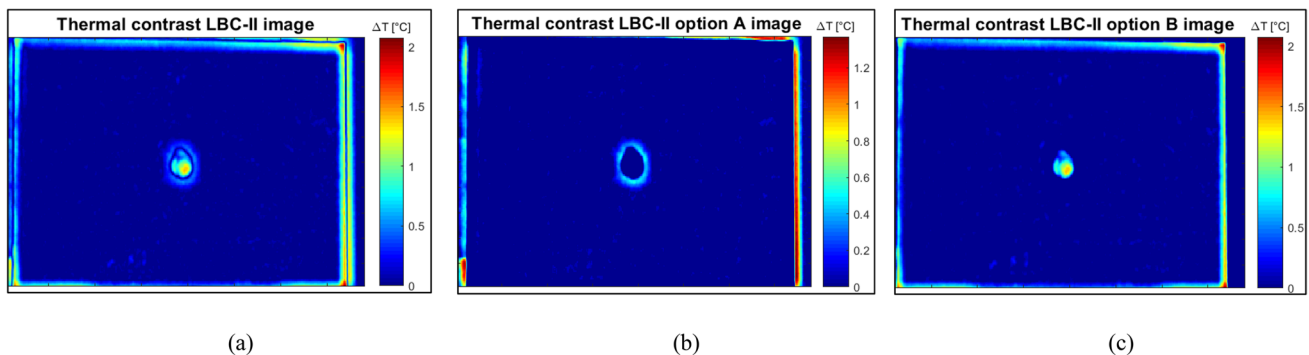 Thermal contrast LBC-II image
ΔT [°C]
2
1.5
1
0.5
0
(a)
Thermal contrast LBC-II option A image
ΔT [°C]
1.2
1
0.8
0.6
0.4
0.2
0
(b)
Thermal contrast LBC-II option B image
ΔT [°C]
2
1.5
1
0.5
0
(c)